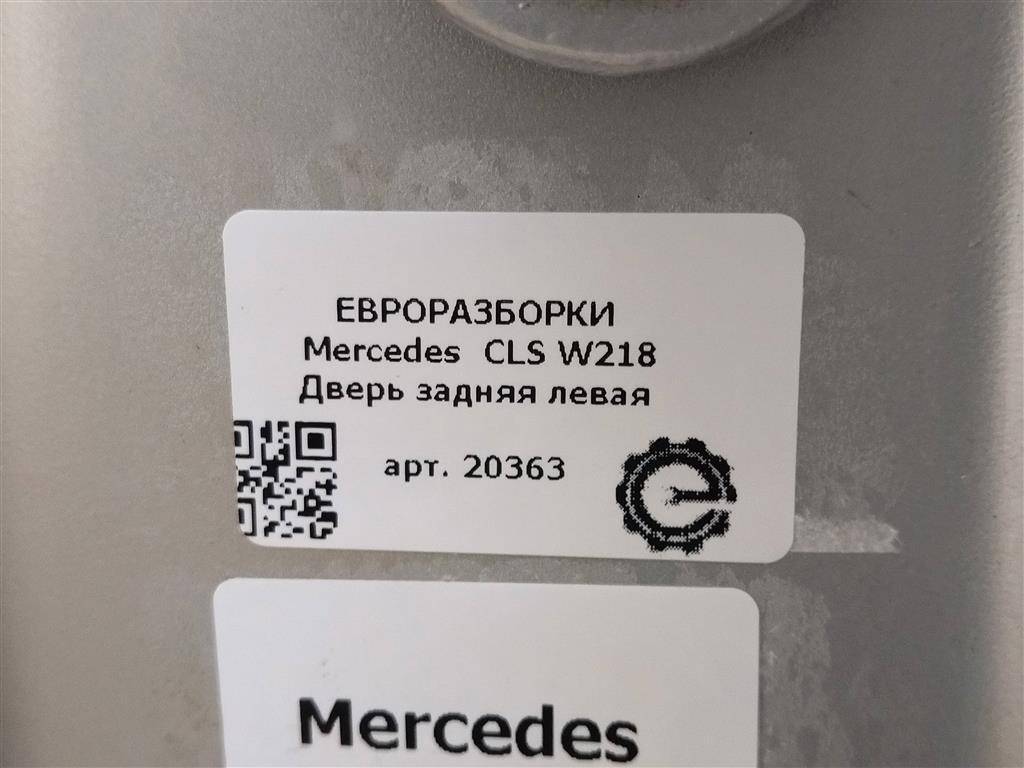 ЕВРОРАЗБОРКИ
Mercedes CLS W218
Дверь задняя левая
арт. 20363
Mercedes